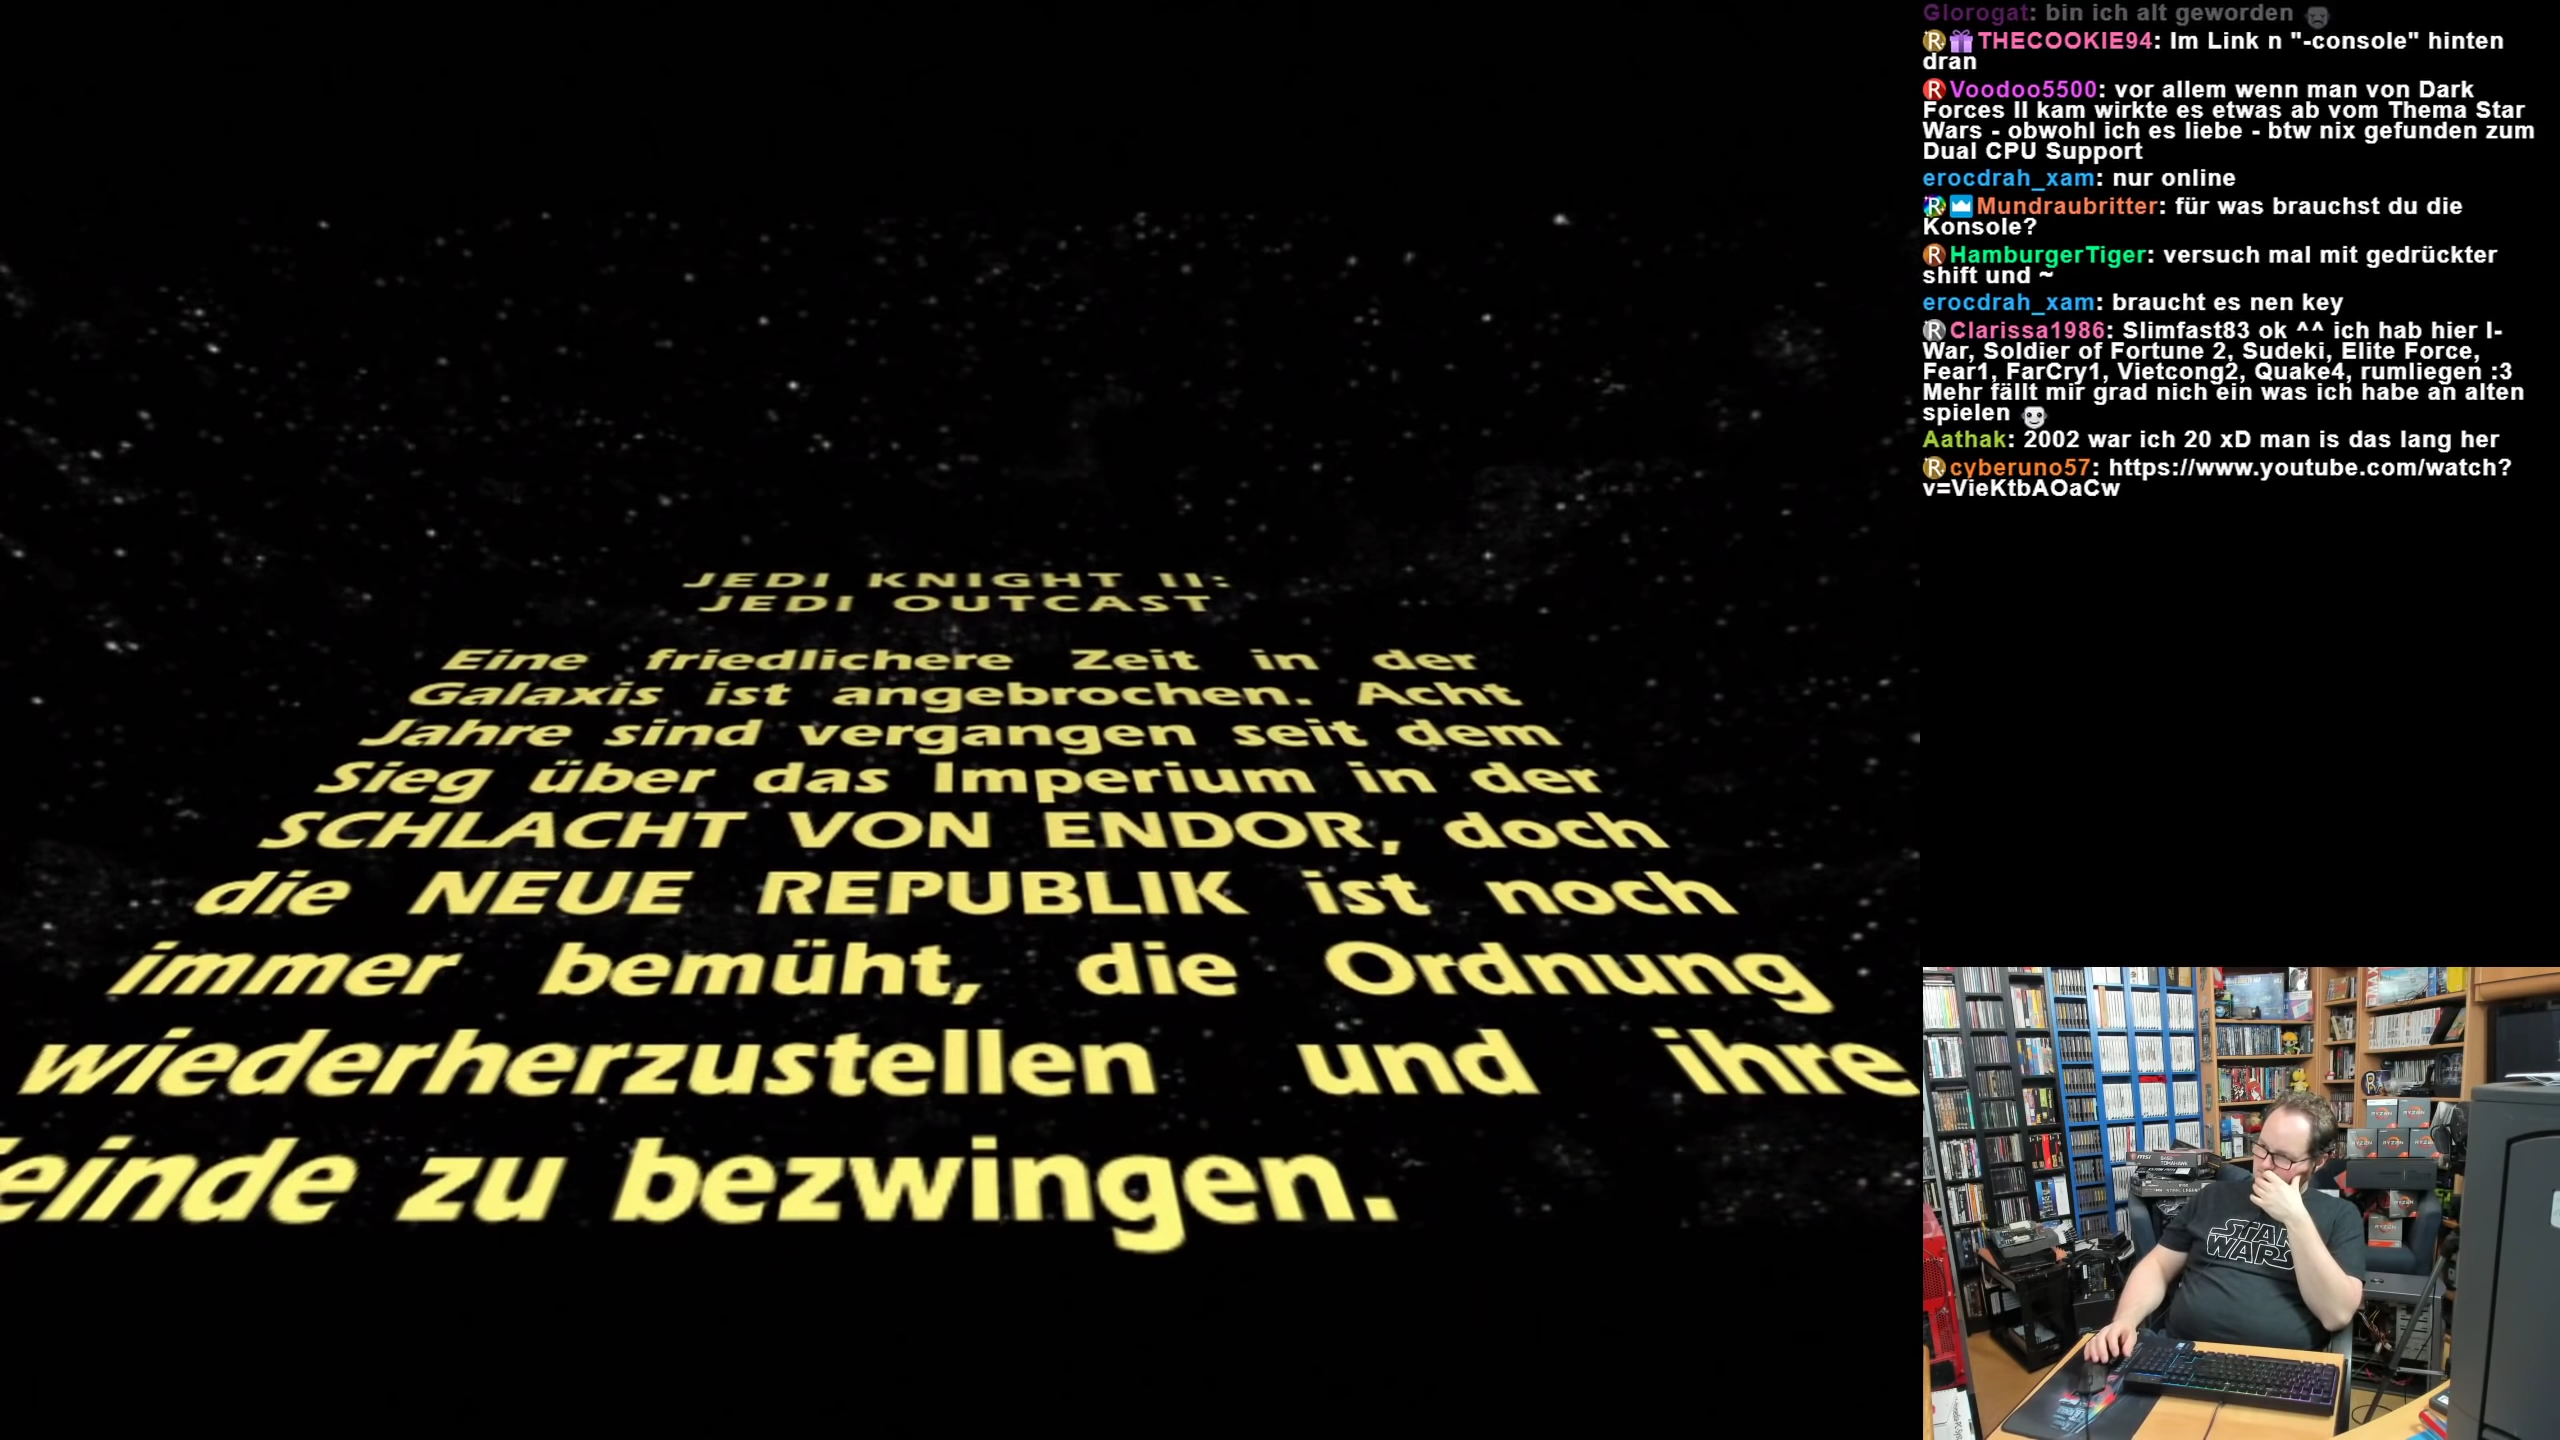 JEDI KNIGHT II:
JEDI OUTCAST
Eine friedlichere Zeit in der
Galaxis ist angebrochen. Acht
Jahre sind vergangen seit dem
Sieg über das Imperium in der
SCHLACHT VON ENDOR, doch
die NEUE REPUBLIK ist noch
immer bemüht, die Ordnung
wiederherzustellen und ihre
Feinde zu bezwingen.
Glorogat: bin ich alt geworden
THECOOKIE94: Im Link n "-console" hinten
dran
Voodoo5500: vor allem wenn man von Dark
Forces II kam wirkte es etwas ab vom Thema Star
Wars - obwohl ich es liebe - btw nix gefunden zum
Dual CPU Support
erocdrah_xam: nur online
Mundraubritter: für was brauchst du die
Konsole?
HamburgerTiger: versuch mal mit gedrückter
shift und ~
erocdrah_xam: braucht es nen key
Clarissa1986: Slimfast83 ok ^^ ich hab hier I-
War, Soldier of Fortune 2, Sudeki, Elite Force,
Fear1, FarCry1, Vietcong2, Quake4, rumliegen :3
Mehr fällt mir grad nich ein was ich habe an alten
spielen
Aathak: 2002 war ich 20 xD man is das lang her
cyberuno57: https://www.youtube.com/watch?
v=VieKtbAOaCw
STAR
WARS